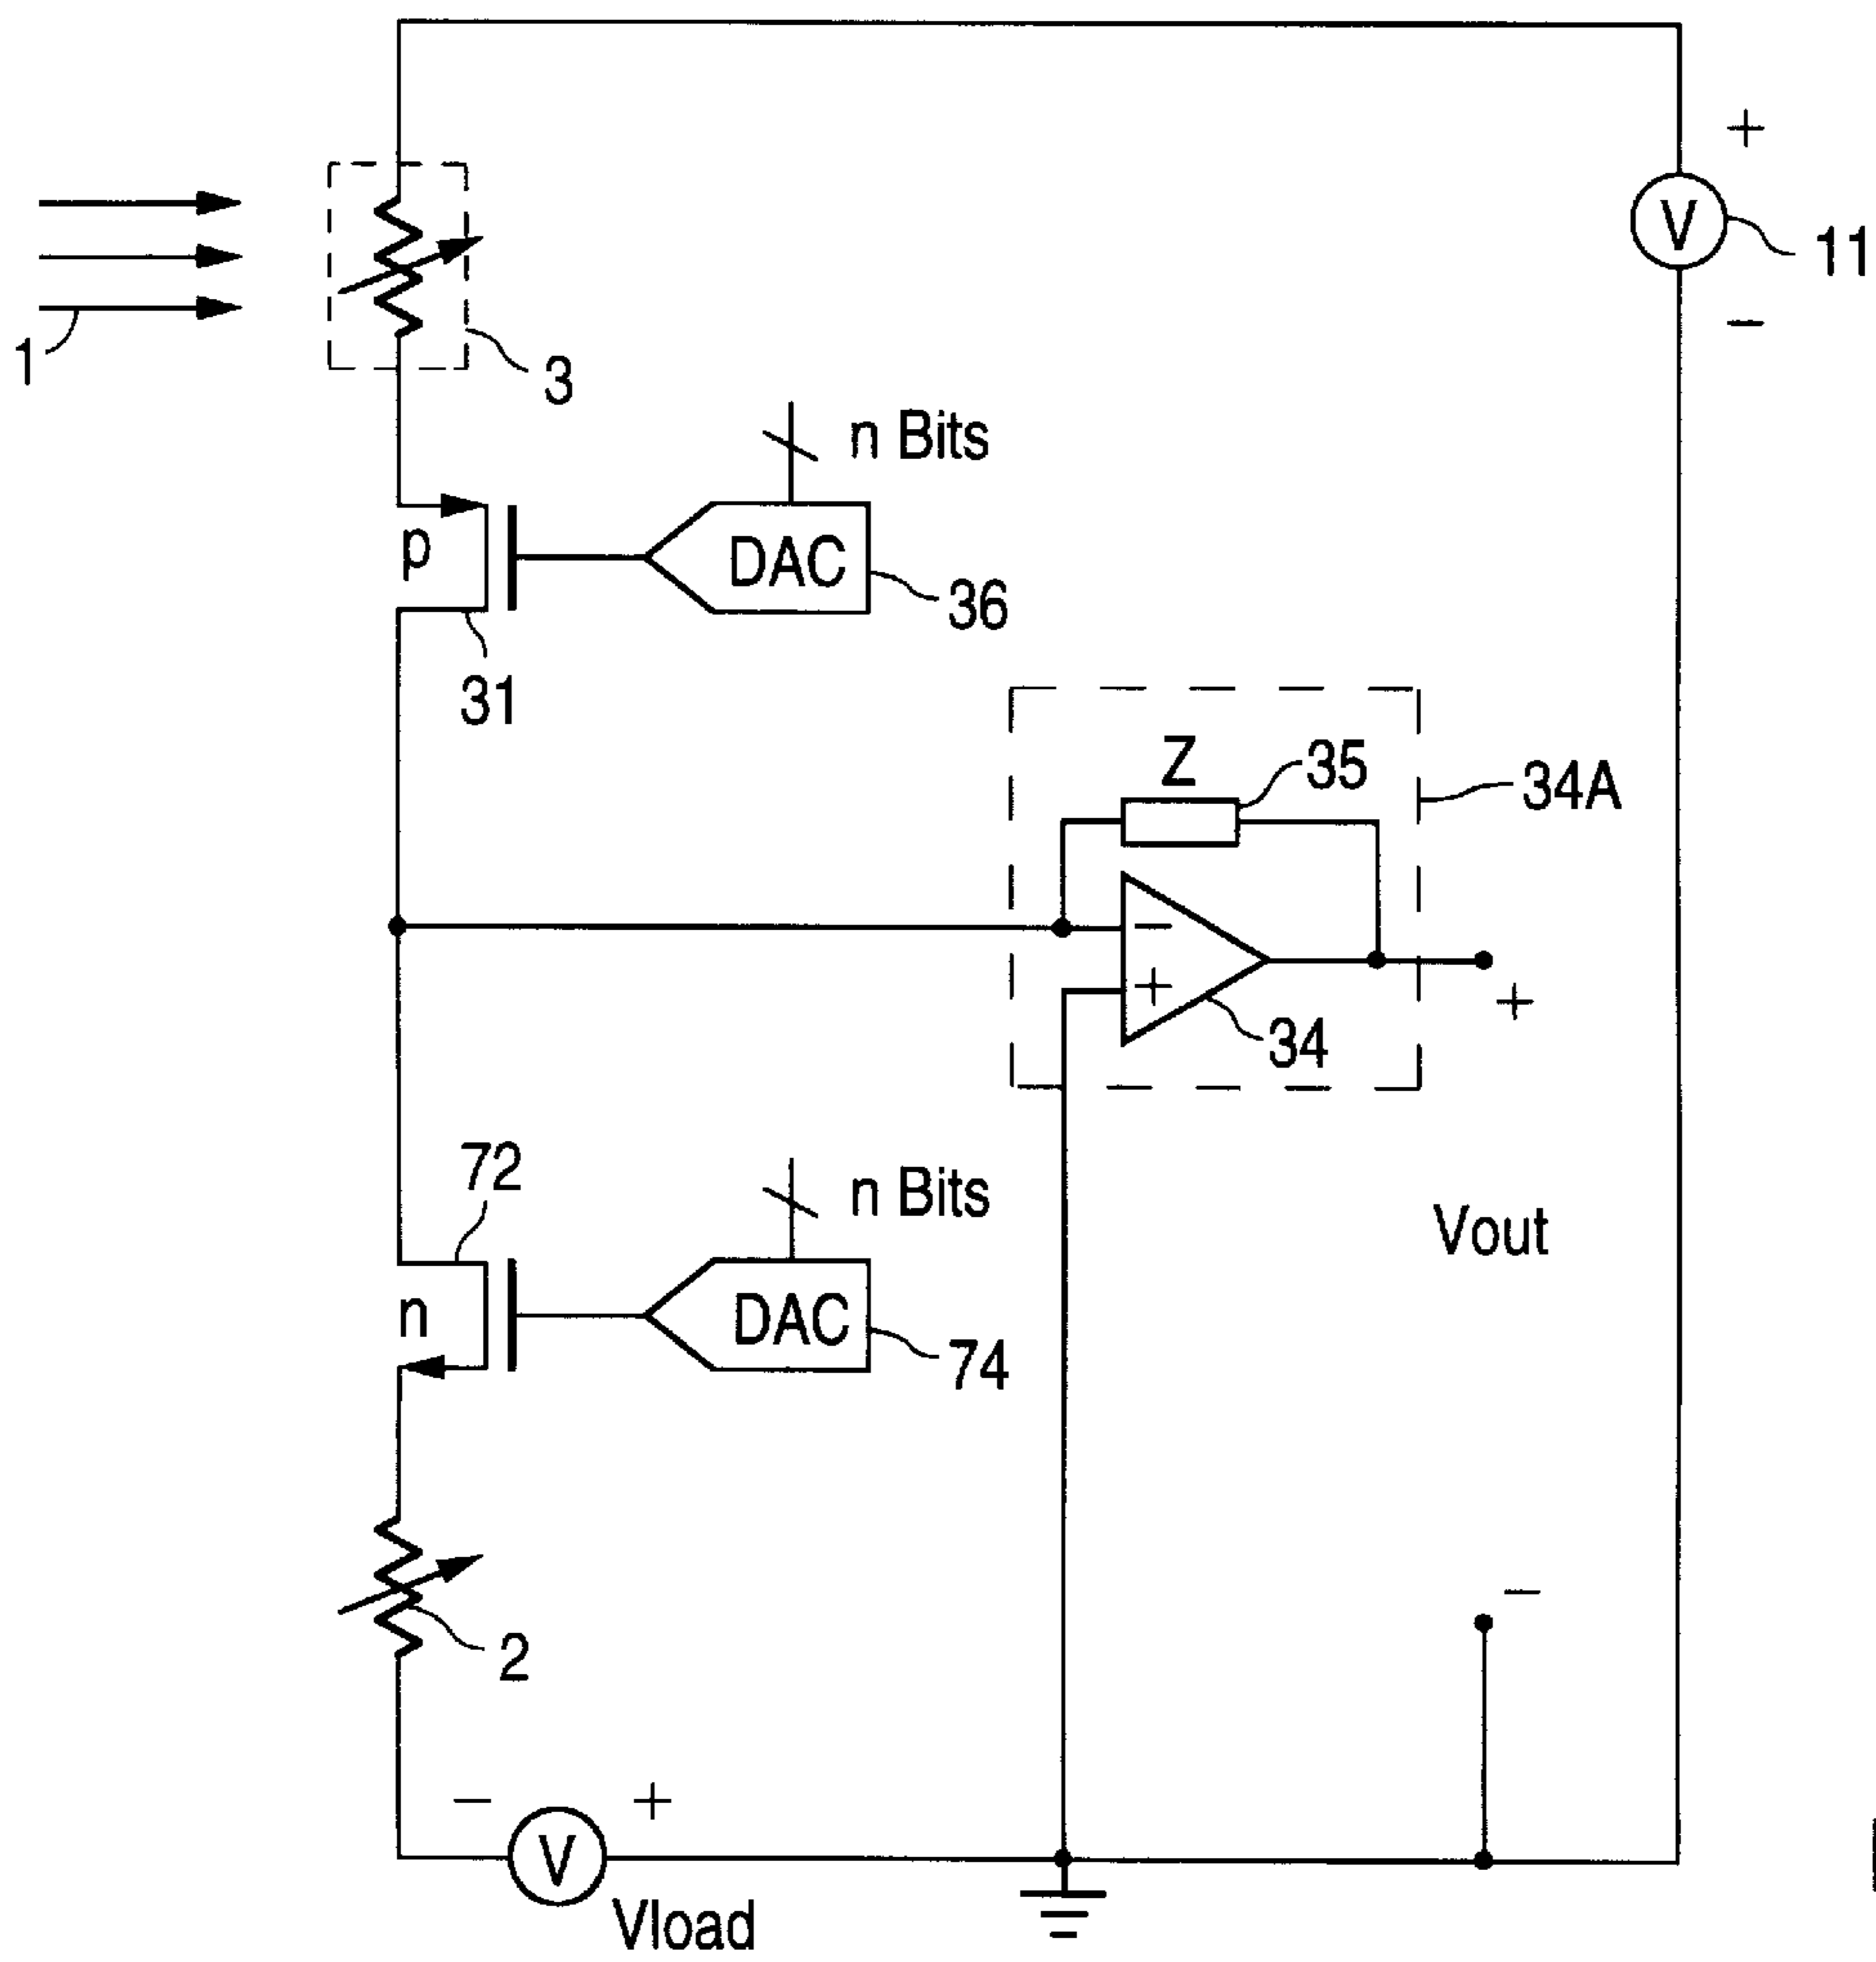 +
V
11
−
1
3
n Bits
p
DAC
36
31
Z
35
34A
−
+
34
+
72
n Bits
Vout
n
DAC
74
−
2
−
+
V
Vload